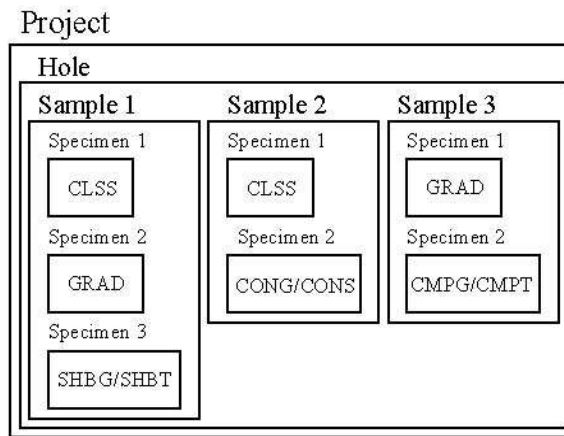 Project
Hole
Sample 1
Specimen 1
CLSS
Specimen 2
GRAD
Specimen 3
SHBG/SHBT
Sample 2
Specimen 1
CLSS
Specimen 2
CONG/CONS
Sample 3
Specimen 1
GRAD
Specimen 2
CMPG/CMPT